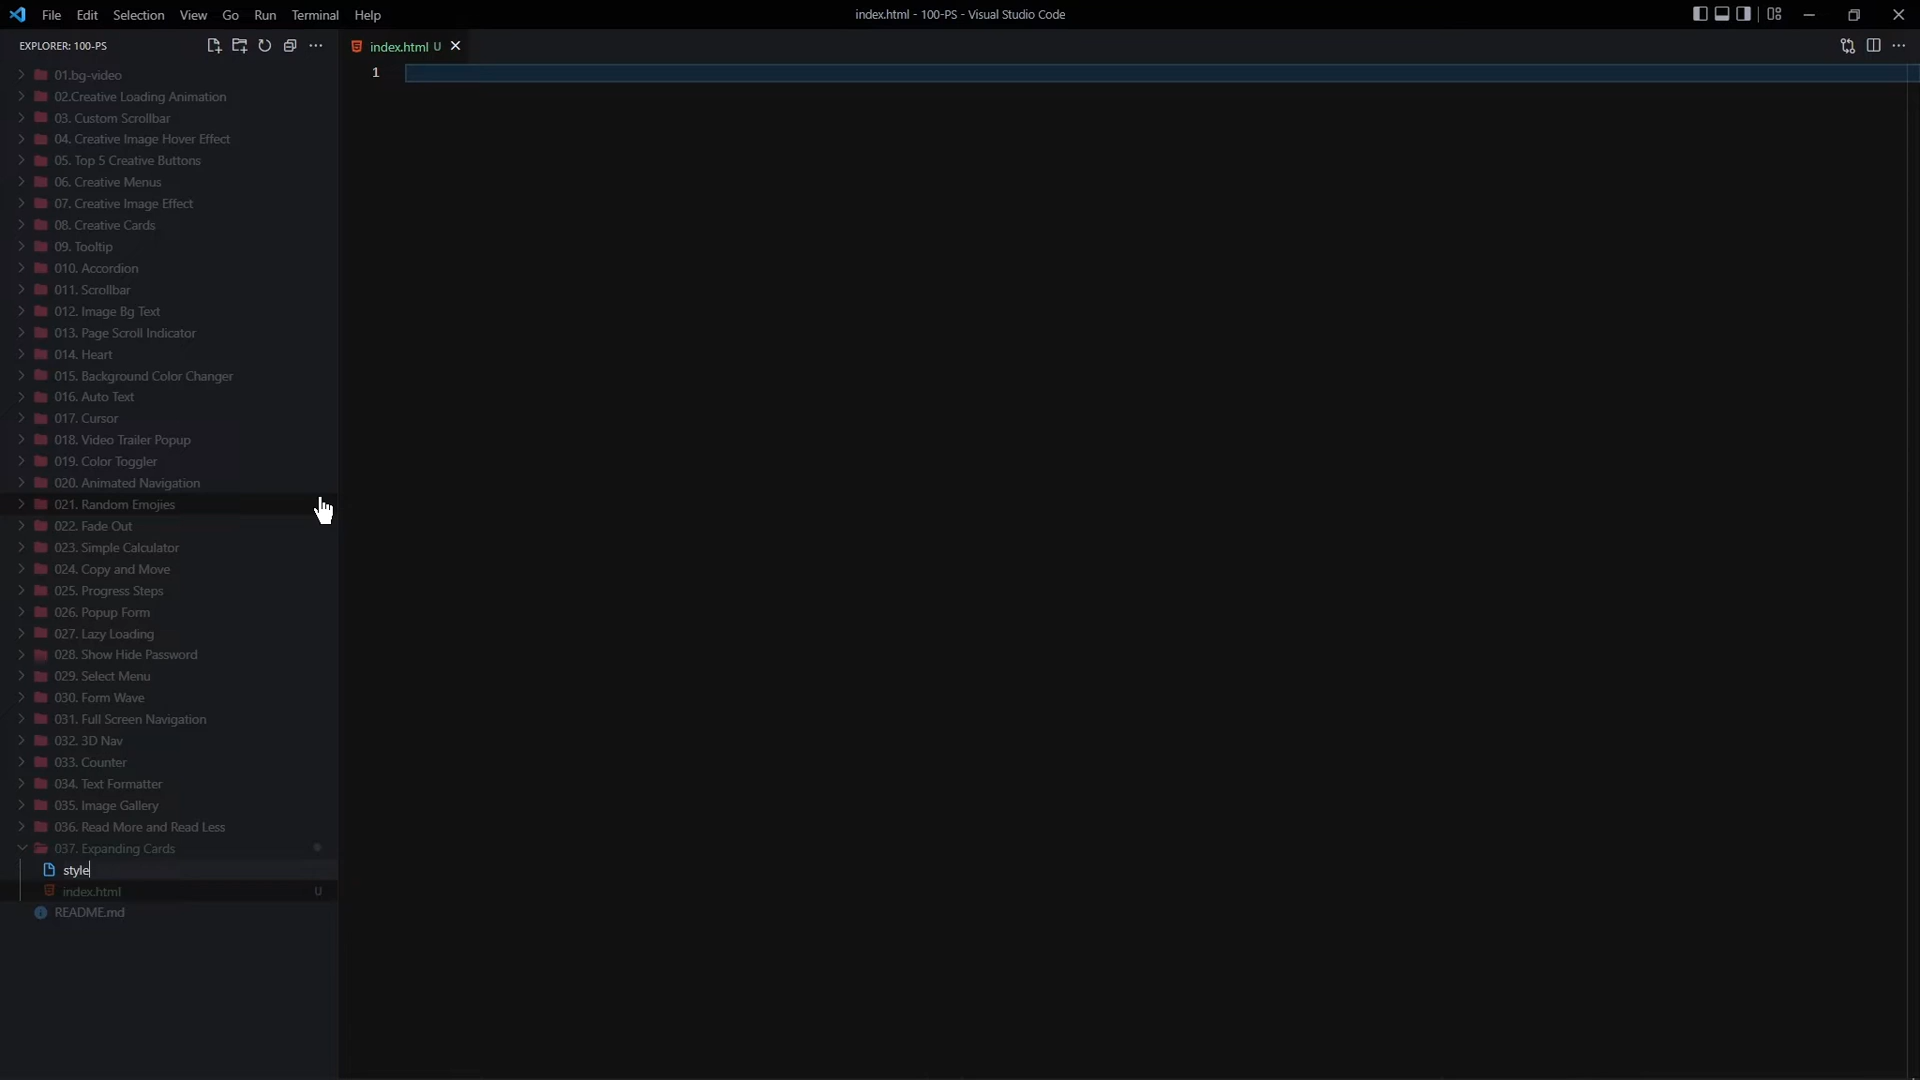 File Edit Selection View Go Run Terminal Help
index.html - 100-PS - Visual Studio Code
EXPLORER: 100-PS
index.html U
1
01.bg-video
02.Creative Loading Animation
03. Custom Scrollbar
04. Creative Image Hover Effect
05. Top 5 Creative Buttons
06. Creative Menus
07. Creative Image Effect
08. Creative Cards
09. Tooltip
010. Accordion
011. Scrollbar
012. Image Bg Text
013. Page Scroll Indicator
014. Heart
015. Background Color Changer
016. Auto Text
017. Cursor
018. Video Trailer Popup
019. Color Toggler
020. Animated Navigation
021. Random Emojies
022. Fade Out
023. Simple Calculator
024. Copy and Move
025. Progress Steps
026. Popup Form
027. Lazy Loading
028. Show Hide Password
029. Select Menu
030. Form Wave
031. Full Screen Navigation
032. 3D Nav
033. Counter
034. Text Formatter
035. Image Gallery
036. Read More and Read Less
037. Expanding Cards
style
index.html U
README.md